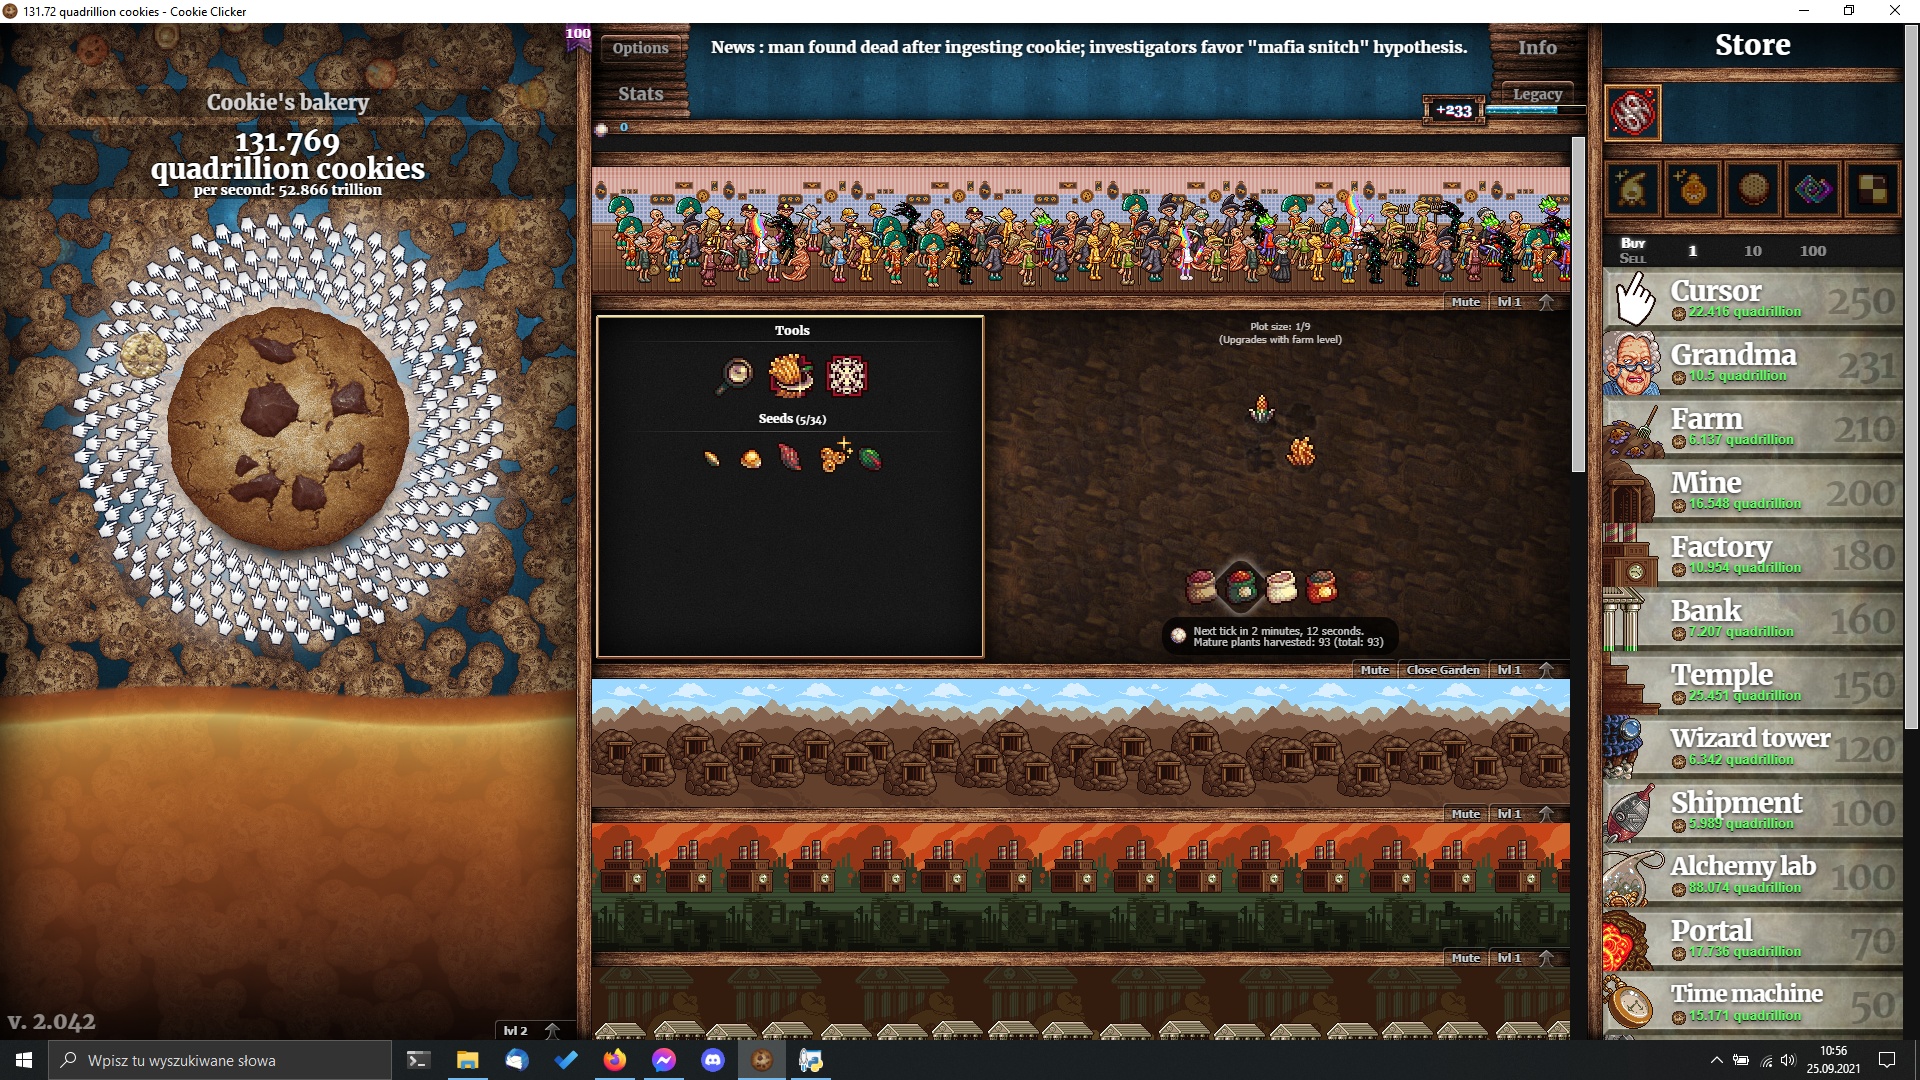 131.72 quadrillion cookies - Cookie Clicker
100
Options
Stats
News : man found dead after ingesting cookie; investigators favor "mafia snitch" hypothesis.
Info
Legacy
+233
0
Cookie's bakery
131.769
quadrillion cookies
per second: 52.866 trillion
Mute
lvl 1
Tools
Seeds (5/34)
Plot size: 1/9
(Upgrades with farm level)
Next tick in 2 minutes, 12 seconds.
Mature plants harvested: 93 (total: 93)
Mute
Close Garden
lvl 1
Mute
lvl 1
Mute
lvl 1
v. 2.042
lvl 2
Store
Buy
Sell
1
10
100
Cursor
22.416 quadrillion
250
Grandma
10.5 quadrillion
231
Farm
6.137 quadrillion
210
Mine
16.548 quadrillion
200
Factory
10.954 quadrillion
180
Bank
7.207 quadrillion
160
Temple
25.451 quadrillion
150
Wizard tower
6.342 quadrillion
120
Shipment
5.989 quadrillion
100
Alchemy lab
88.074 quadrillion
100
Portal
17.736 quadrillion
70
Time machine
15.171 quadrillion
50
Wpisz tu wyszukiwane słowa
10:56
25.09.2021